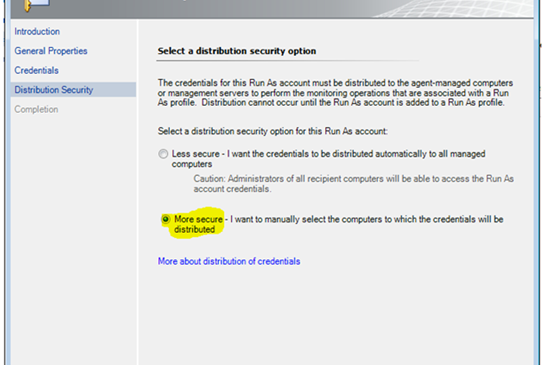 Introduction
General Properties
Credentials
Distribution Security
Completion
Select a distribution security option
The credentials for this Run As account must be distributed to the agent-managed computers
or management servers to perform the monitoring operations that are associated with a Run
As profile.  Distribution cannot occur until the Run As account is added to a Run As profile.
Select a distribution security option for this Run As account:
Less secure - I want the credentials to be distributed automatically to all managed
computers
Caution: Administrators of all recipient computers will be able to access the Run As
account credentials.
More secure - I want to manually select the computers to which the credentials will be
distributed
More about distribution of credentials